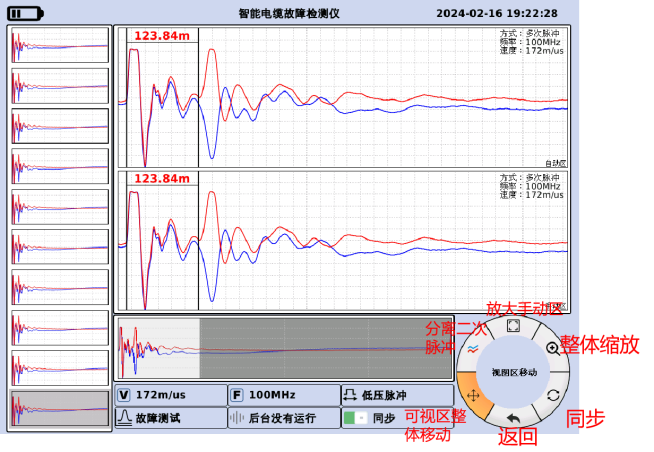 智能电缆故障检测仪
2024-02-16 19:22:28
123.84m
方式：多次脉冲
频率：100MHz
速度：172m/us
自动区
123.84m
方式：多次脉冲
频率：100MHz
速度：172m/us
放大手动区
分离二次
脉冲
整体缩放
视图区移动
V 172m/us
F 100MHz
低压脉冲
故障测试
后台没有运行
同步
可视区整
体移动
返回
同步